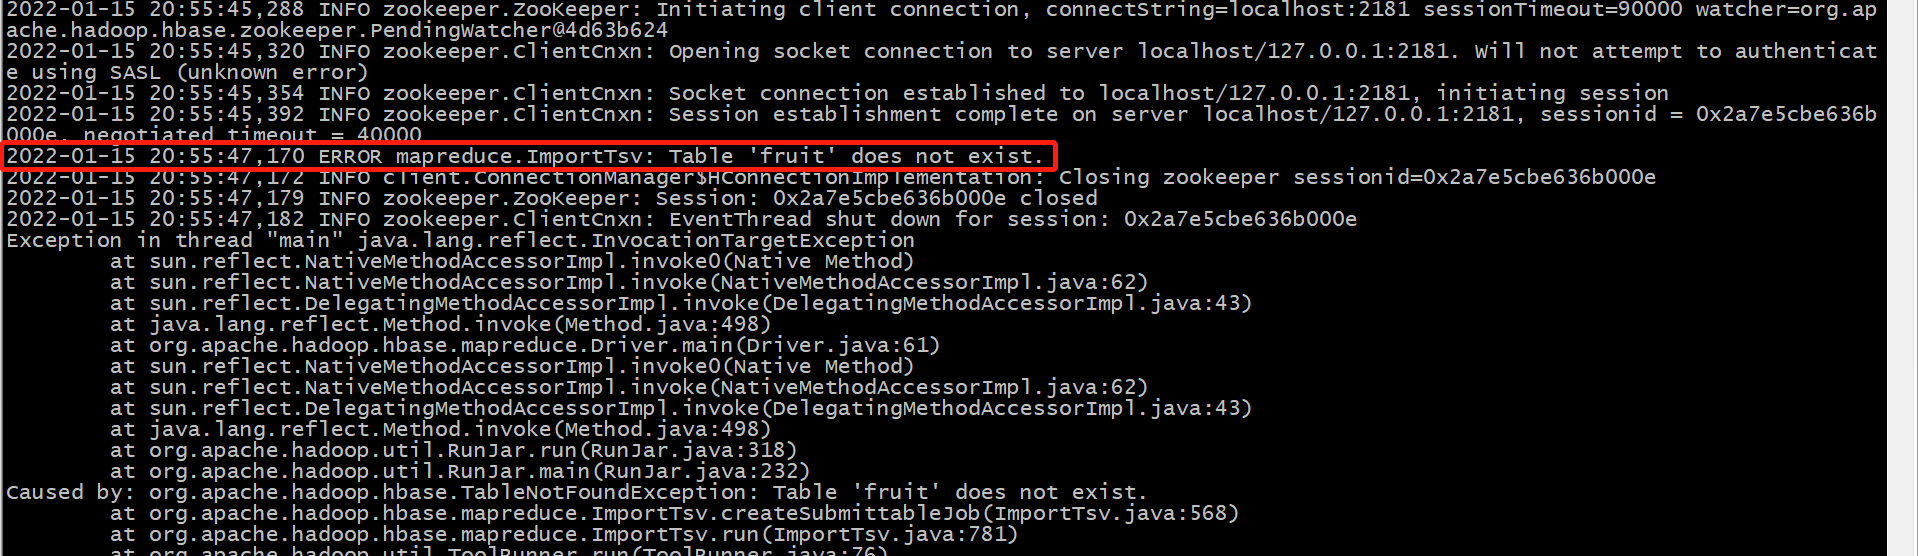 2022-01-15 20:55:45,288 INFO zookeeper.ZooKeeper: Initiating client connection, connectString=localhost:2181 sessionTimeout=90000 watcher=org.ap
ache.hadoop.hbase.zookeeper.PendingWatcher@4d63b624
2022-01-15 20:55:45,320 INFO zookeeper.ClientCnxn: Opening socket connection to server localhost/127.0.0.1:2181. Will not attempt to authenticat
e using SASL (unknown error)
2022-01-15 20:55:45,354 INFO zookeeper.ClientCnxn: Socket connection established to localhost/127.0.0.1:2181, initiating session
2022-01-15 20:55:45,392 INFO zookeeper.ClientCnxn: Session establishment complete on server localhost/127.0.0.1:2181, sessionid = 0x2a7e5cbe636b
000e, negotiated timeout = 40000
2022-01-15 20:55:47,170 ERROR mapreduce.ImportTsv: Table 'fruit' does not exist.
2022-01-15 20:55:47,172 INFO client.ConnectionManager$HConnectionImplementation: Closing zookeeper sessionid=0x2a7e5cbe636b000e
2022-01-15 20:55:47,179 INFO zookeeper.ZooKeeper: Session: 0x2a7e5cbe636b000e closed
2022-01-15 20:55:47,182 INFO zookeeper.ClientCnxn: EventThread shut down for session: 0x2a7e5cbe636b000e
Exception in thread "main" java.lang.reflect.InvocationTargetException
        at sun.reflect.NativeMethodAccessorImpl.invoke0(Native Method)
        at sun.reflect.NativeMethodAccessorImpl.invoke(NativeMethodAccessorImpl.java:62)
        at sun.reflect.DelegatingMethodAccessorImpl.invoke(DelegatingMethodAccessorImpl.java:43)
        at java.lang.reflect.Method.invoke(Method.java:498)
        at org.apache.hadoop.hbase.mapreduce.Driver.main(Driver.java:61)
        at sun.reflect.NativeMethodAccessorImpl.invoke0(Native Method)
        at sun.reflect.NativeMethodAccessorImpl.invoke(NativeMethodAccessorImpl.java:62)
        at sun.reflect.DelegatingMethodAccessorImpl.invoke(DelegatingMethodAccessorImpl.java:43)
        at java.lang.reflect.Method.invoke(Method.java:498)
        at org.apache.hadoop.util.RunJar.run(RunJar.java:318)
        at org.apache.hadoop.util.RunJar.main(RunJar.java:232)
Caused by: org.apache.hadoop.hbase.TableNotFoundException: Table 'fruit' does not exist.
        at org.apache.hadoop.hbase.mapreduce.ImportTsv.createSubmittableJob(ImportTsv.java:568)
        at org.apache.hadoop.hbase.mapreduce.ImportTsv.run(ImportTsv.java:781)
        at org.apache.hadoop.util.ToolRunner.run(ToolRunner.java:76)